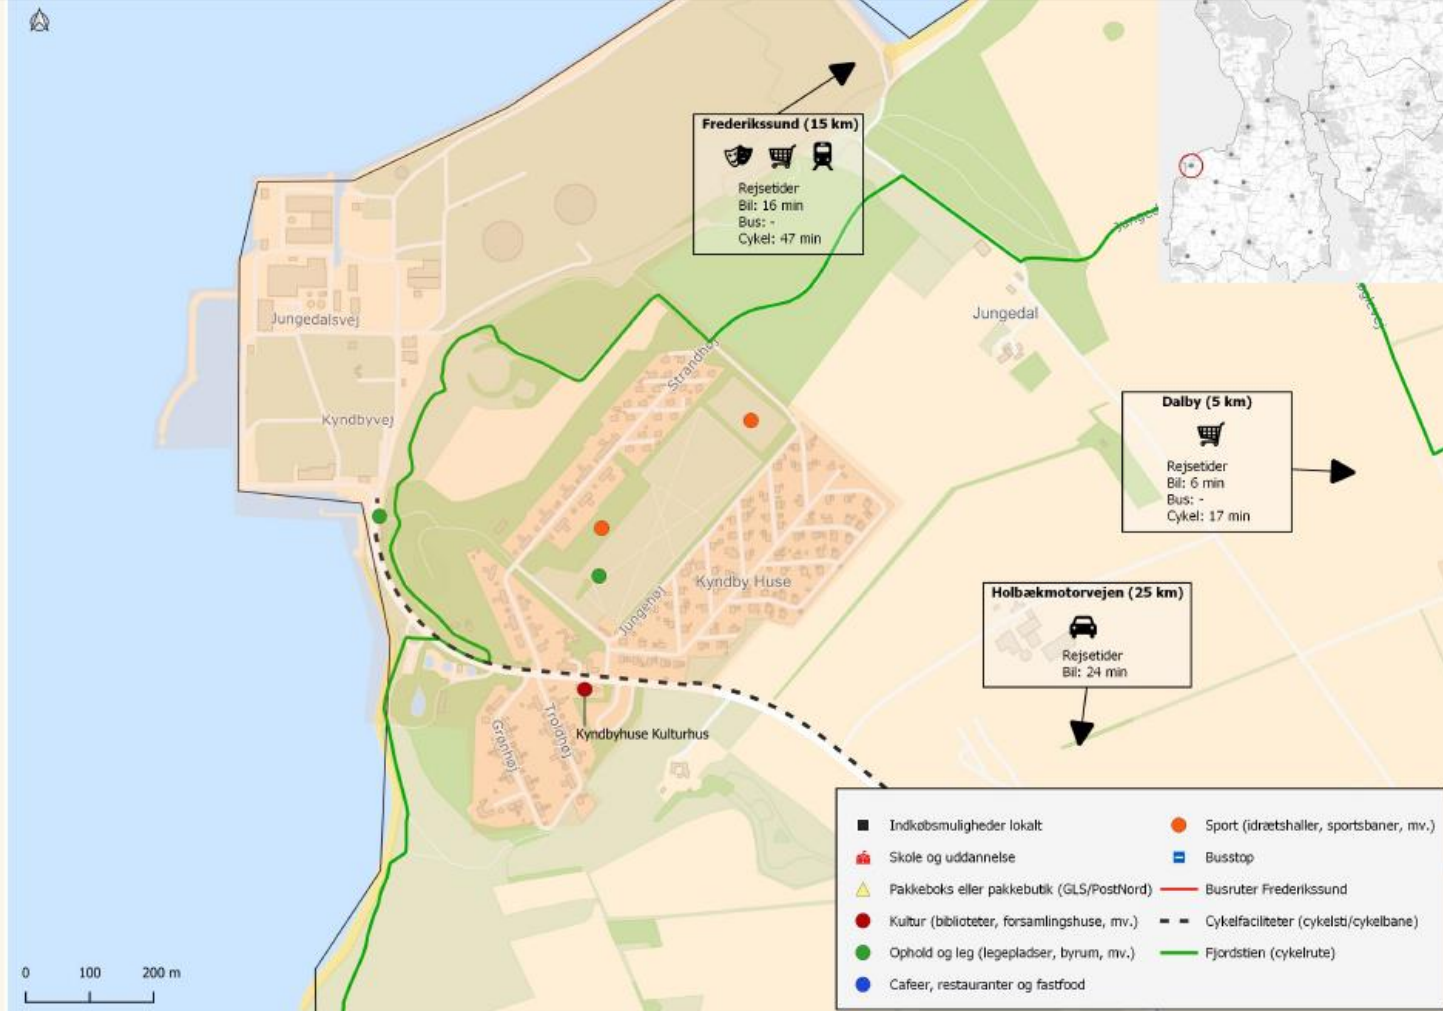 Frederikssund (15 km)
Rejsetider
Bil: 16 min
Bus: -
Cykel: 47 min
Jungedalsvej
Jungedal
Strandhøj
Kyndbyvej
Dalby (5 km)
Rejsetider
Bil: 6 min
Bus: -
Cykel: 17 min
Kyndby Huse
Jungehøj
Holbækmotorvejen (25 km)
Rejsetider
Bil: 24 min
Troldhøj
Grønhøj
Kyndbyhuse Kulturhus
Indkøbsmuligheder lokalt
Skole og uddannelse
Pakkeboks eller pakkebutik (GLS/PostNord)
Kultur (biblioteter, forsamlingshuse, mv.)
Ophold og leg (legepladser, byrum, mv.)
Cafeer, restauranter og fastfood
Sport (idrætshaller, sportsbaner, mv.)
Busstop
Busruter Frederikssund
Cykelfaciliteter (cykelsti/cykelbane)
Fjordstien (cykelrute)
0 100 200 m